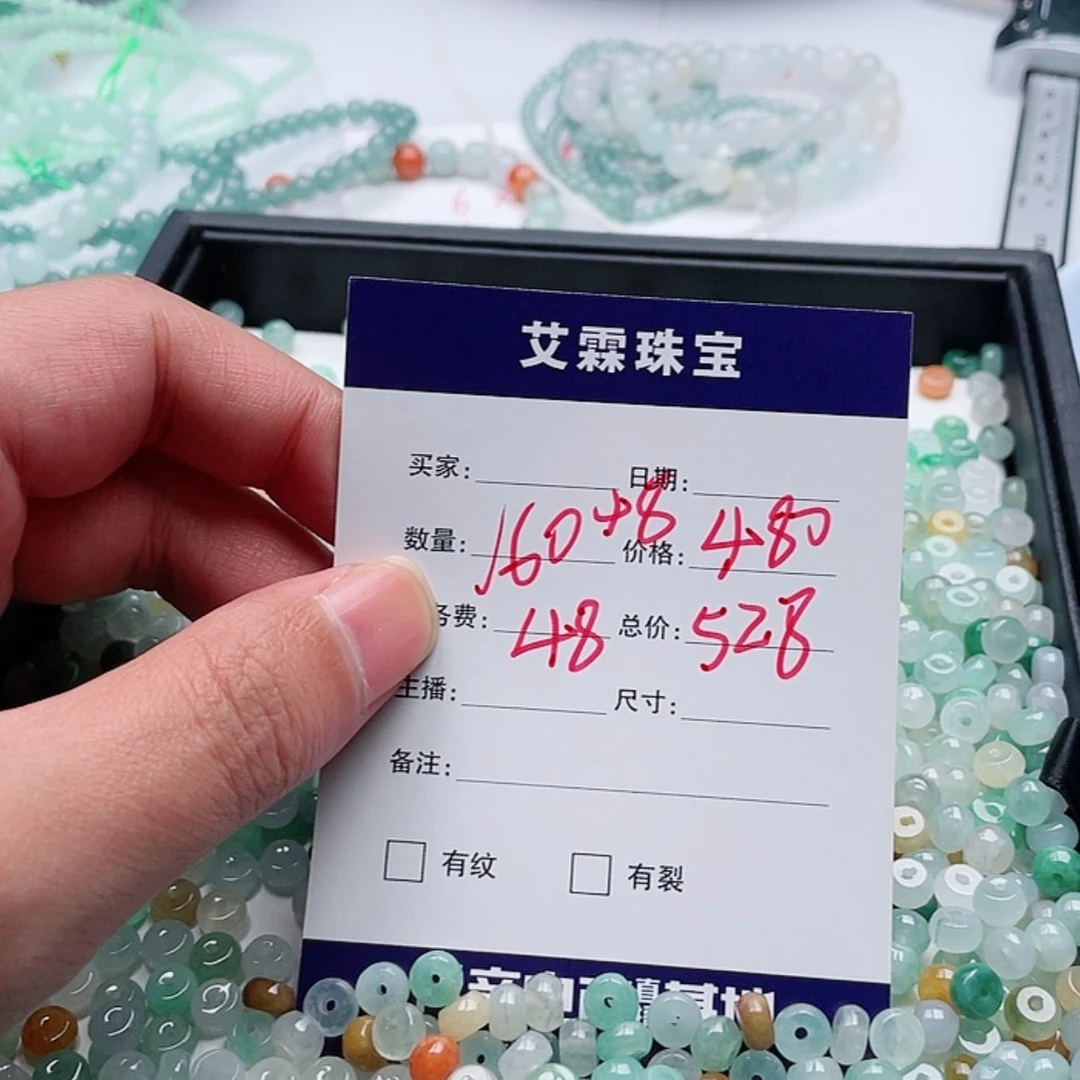 艾霖珠宝
买家: 日期:
数量: 160+8 价格: 480
务费: 48 总价: 528
主播: 尺寸:
备注:
有纹 有裂